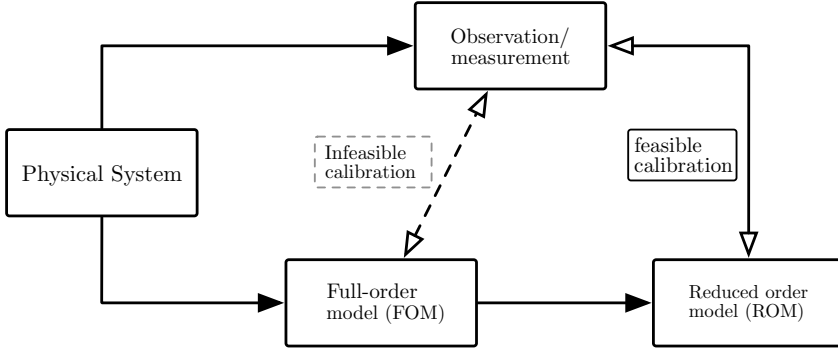 Observation/
measurement
Physical System
Infeasible
calibration
feasible
calibration
Full-order
model (FOM)
Reduced order
model (ROM)